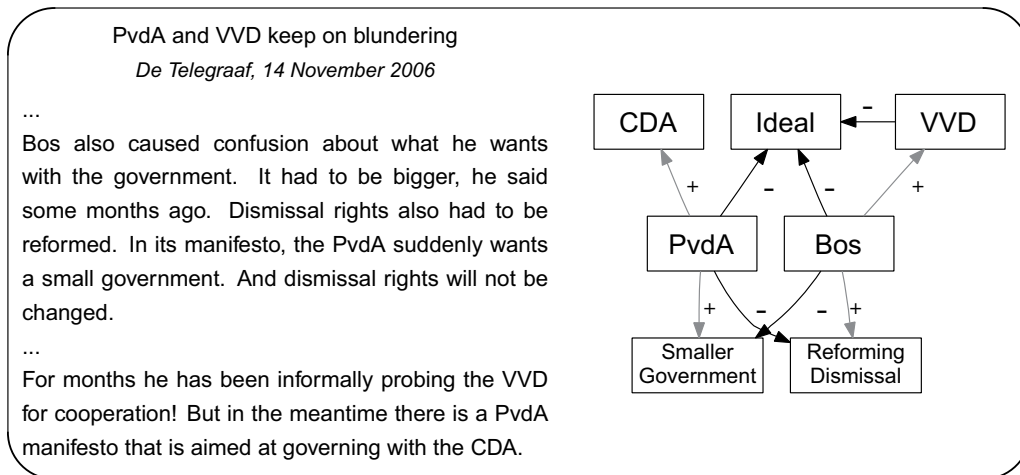 PvdA and VVD keep on blundering
De Telegraaf, 14 November 2006
...
Bos also caused confusion about what he wants
with the government. It had to be bigger, he said
some months ago. Dismissal rights also had to be
reformed. In its manifesto, the PvdA suddenly wants
a small government. And dismissal rights will not be
changed.
...
For months he has been informally probing the VVD
for cooperation! But in the meantime there is a PvdA
manifesto that is aimed at governing with the CDA.
CDA
Ideal
-
VVD
+
-
-
+
PvdA
Bos
+
-
-
+
Smaller
Government
Reforming
Dismissal